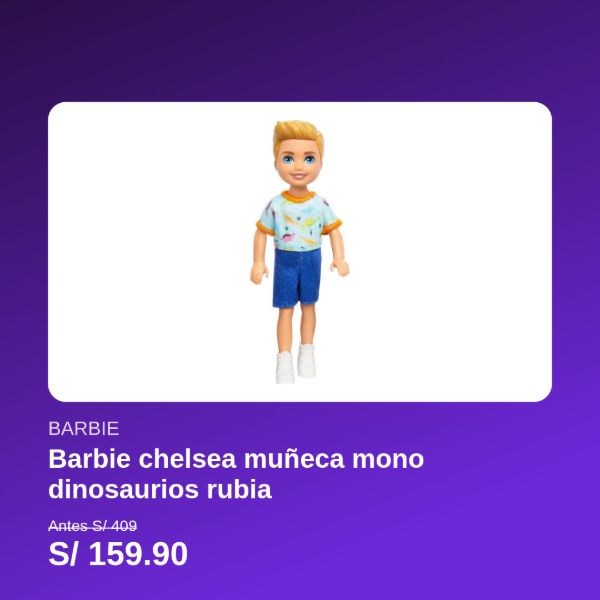 BARBIE
Barbie chelsea muñeca mono
dinosaurios rubia
Antes S/ 409
S/ 159.90